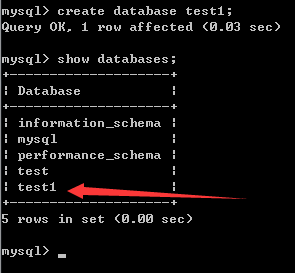 mysql> create database test1;
Query OK, 1 row affected (0.03 sec)
mysql> show databases;
+--------------------+
| Database           |
+--------------------+
| information_schema |
| mysql              |
| performance_schema |
| test               |
| test1              |
+--------------------+
5 rows in set (0.00 sec)
mysql> _